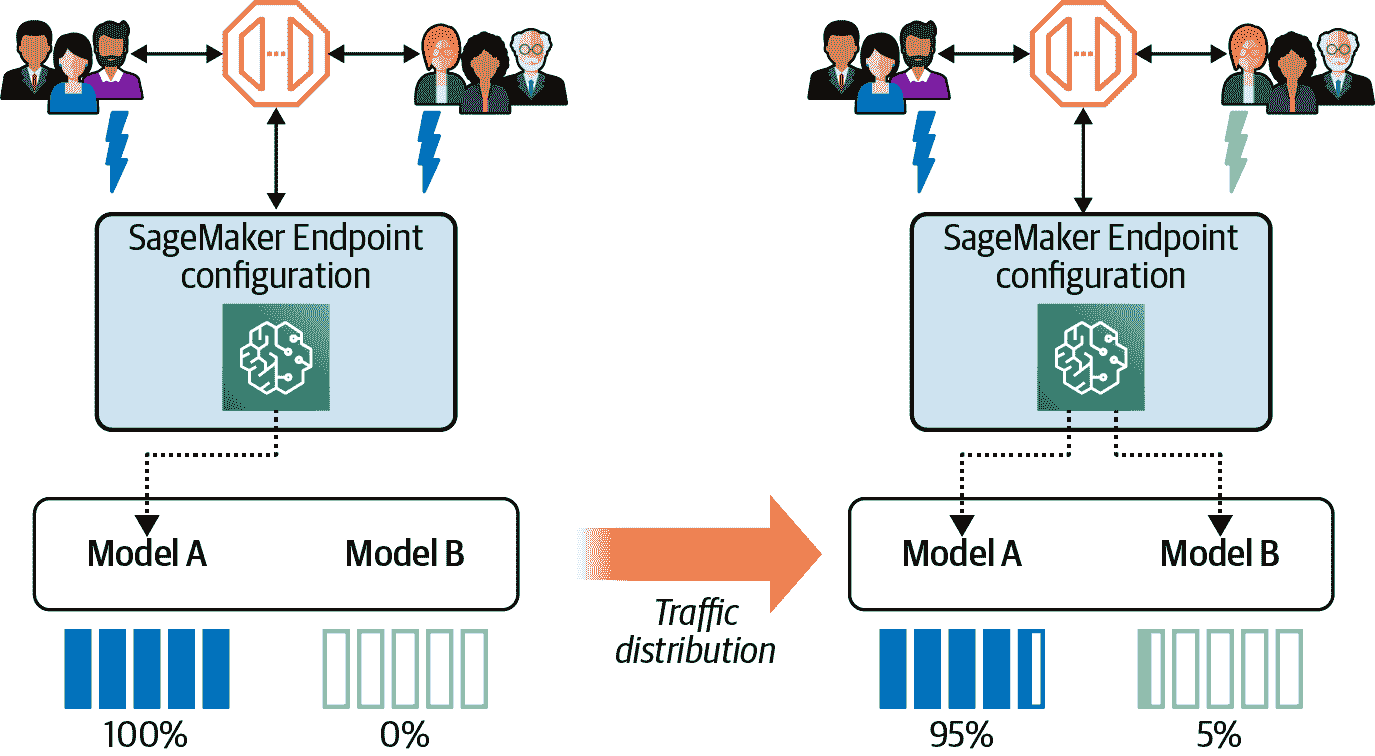 SageMaker Endpoint
configuration
Model A
Model B
100%
0%
Traffic
distribution
SageMaker Endpoint
configuration
Model A
Model B
95%
5%